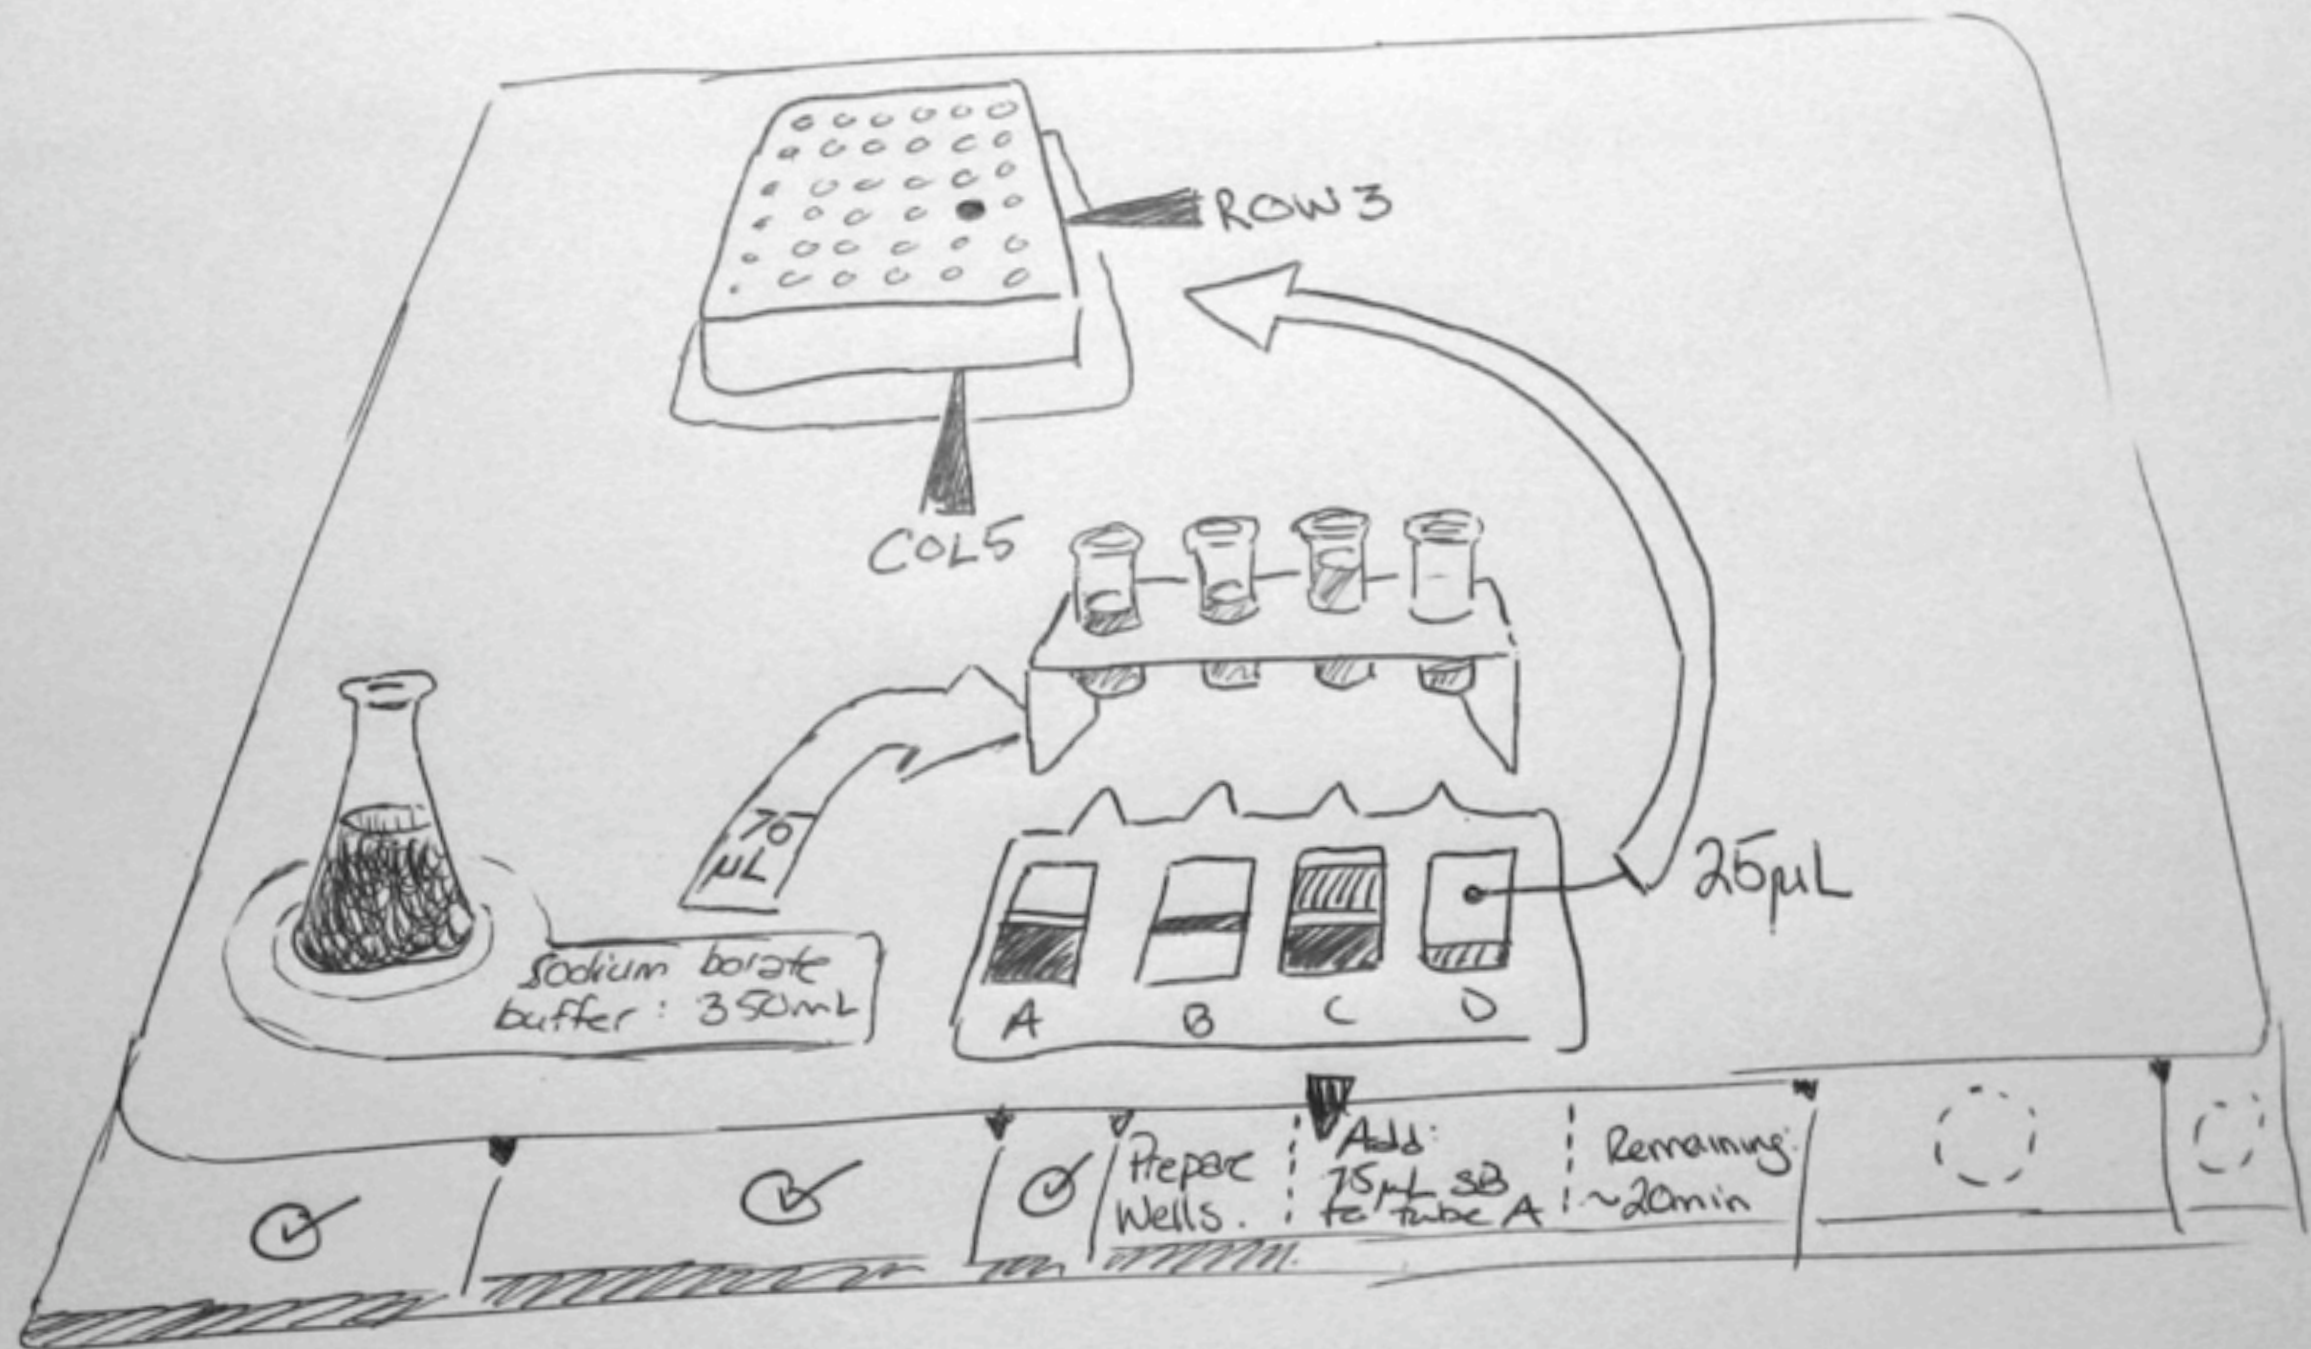 ROW 3
COL 5
70
µL
25µL
sodium borate
buffer: 350mL
A B C D
Prepare
Wells.
Add:
75µL SB
to tube A
Remaining:
~20min